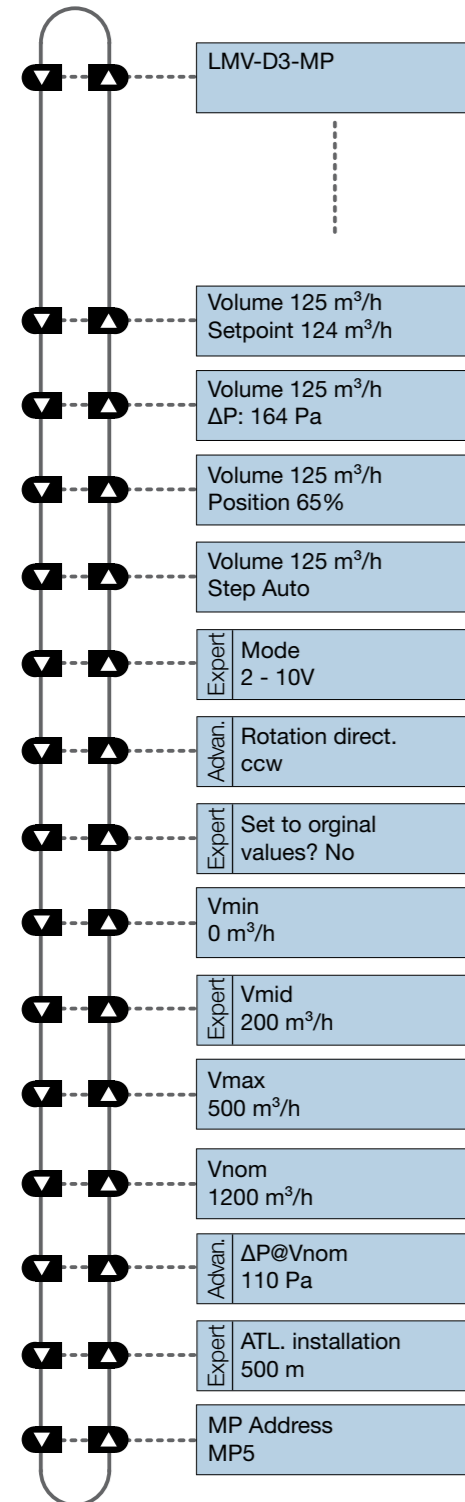 LMV-D3-MP
Volume 125 m³/h
Setpoint 124 m³/h
Volume 125 m³/h
ΔP: 164 Pa
Volume 125 m³/h
Position 65%
Volume 125 m³/h
Step Auto
Expert
Mode
2 - 10V
Advan.
Rotation direct.
ccw
Expert
Set to orginal
values? No
Vmin
0 m³/h
Expert
Vmid
200 m³/h
Vmax
500 m³/h
Vnom
1200 m³/h
Advan.
ΔP@Vnom
110 Pa
Expert
ATL. installation
500 m
MP Address
MP5